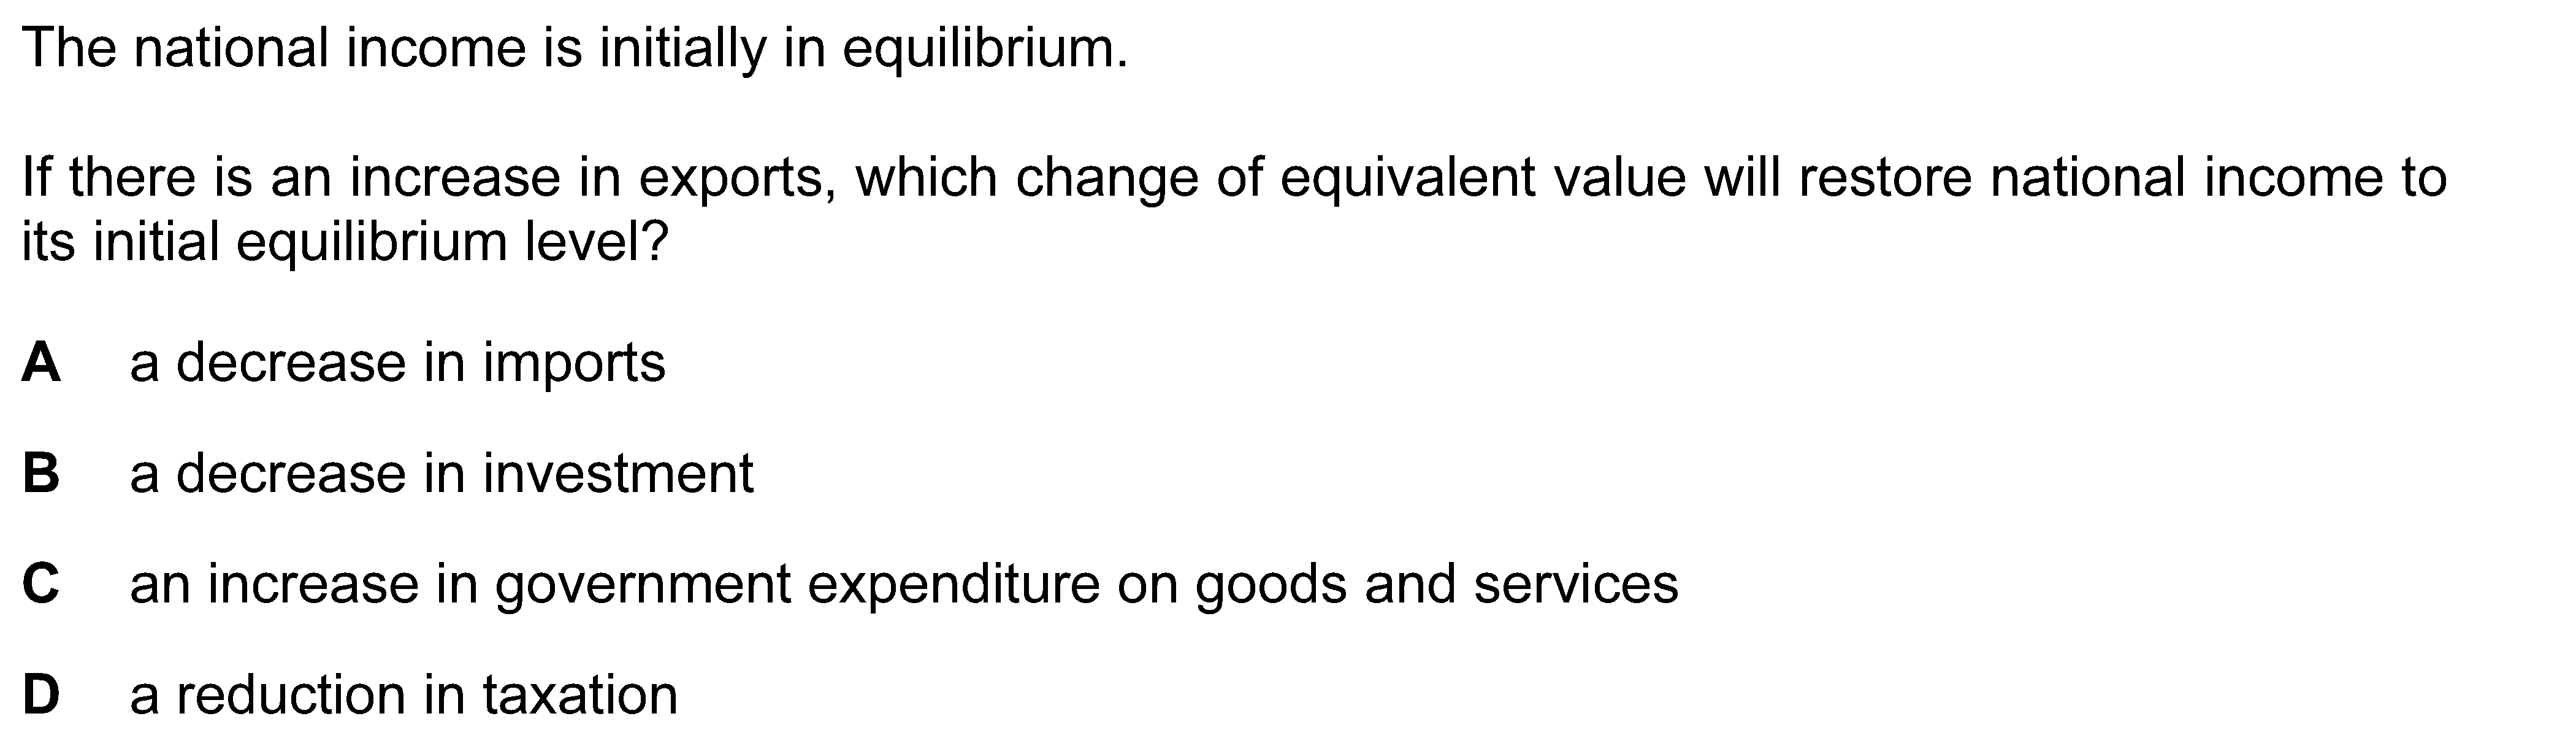 The national income is initially in equilibrium.
If there is an increase in exports, which change of equivalent value will restore national income to
its initial equilibrium level?
A a decrease in imports
B a decrease in investment
C an increase in government expenditure on goods and services
D a reduction in taxation